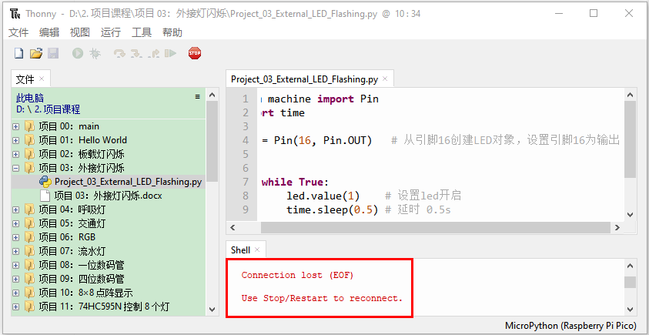 Thonny - D:\2. 项目课程\项目 03：外接灯闪烁\Project_03_External_LED_Flashing.py @ 10 : 34
文件 编辑 视图 运行 工具 帮助
STOP
文件
此电脑
D: \ 2. 项目课程
项目 00：main
项目 01：Hello World
项目 02：板载灯闪烁
项目 03：外接灯闪烁
Project_03_External_LED_Flashing.py
项目 03：外接灯闪烁.docx
项目 04：呼吸灯
项目 05：交通灯
项目 06：RGB
项目 07：流水灯
项目 08：一位数码管
项目 09：四位数码管
项目 10：8×8 点阵显示
项目 11：74HC595N 控制 8 个灯
Project_03_External_LED_Flashing.py
1 machine import Pin
2 rt time
3
4 = Pin(16, Pin.OUT) # 从引脚16创建LED对象，设置引脚16为输出
5
6
7 while True:
8 led.value(1) # 设置led开启
9 time.sleep(0.5) # 延时 0.5s
Shell
Connection lost (EOF)
Use Stop/Restart to reconnect.
MicroPython (Raspberry Pi Pico)